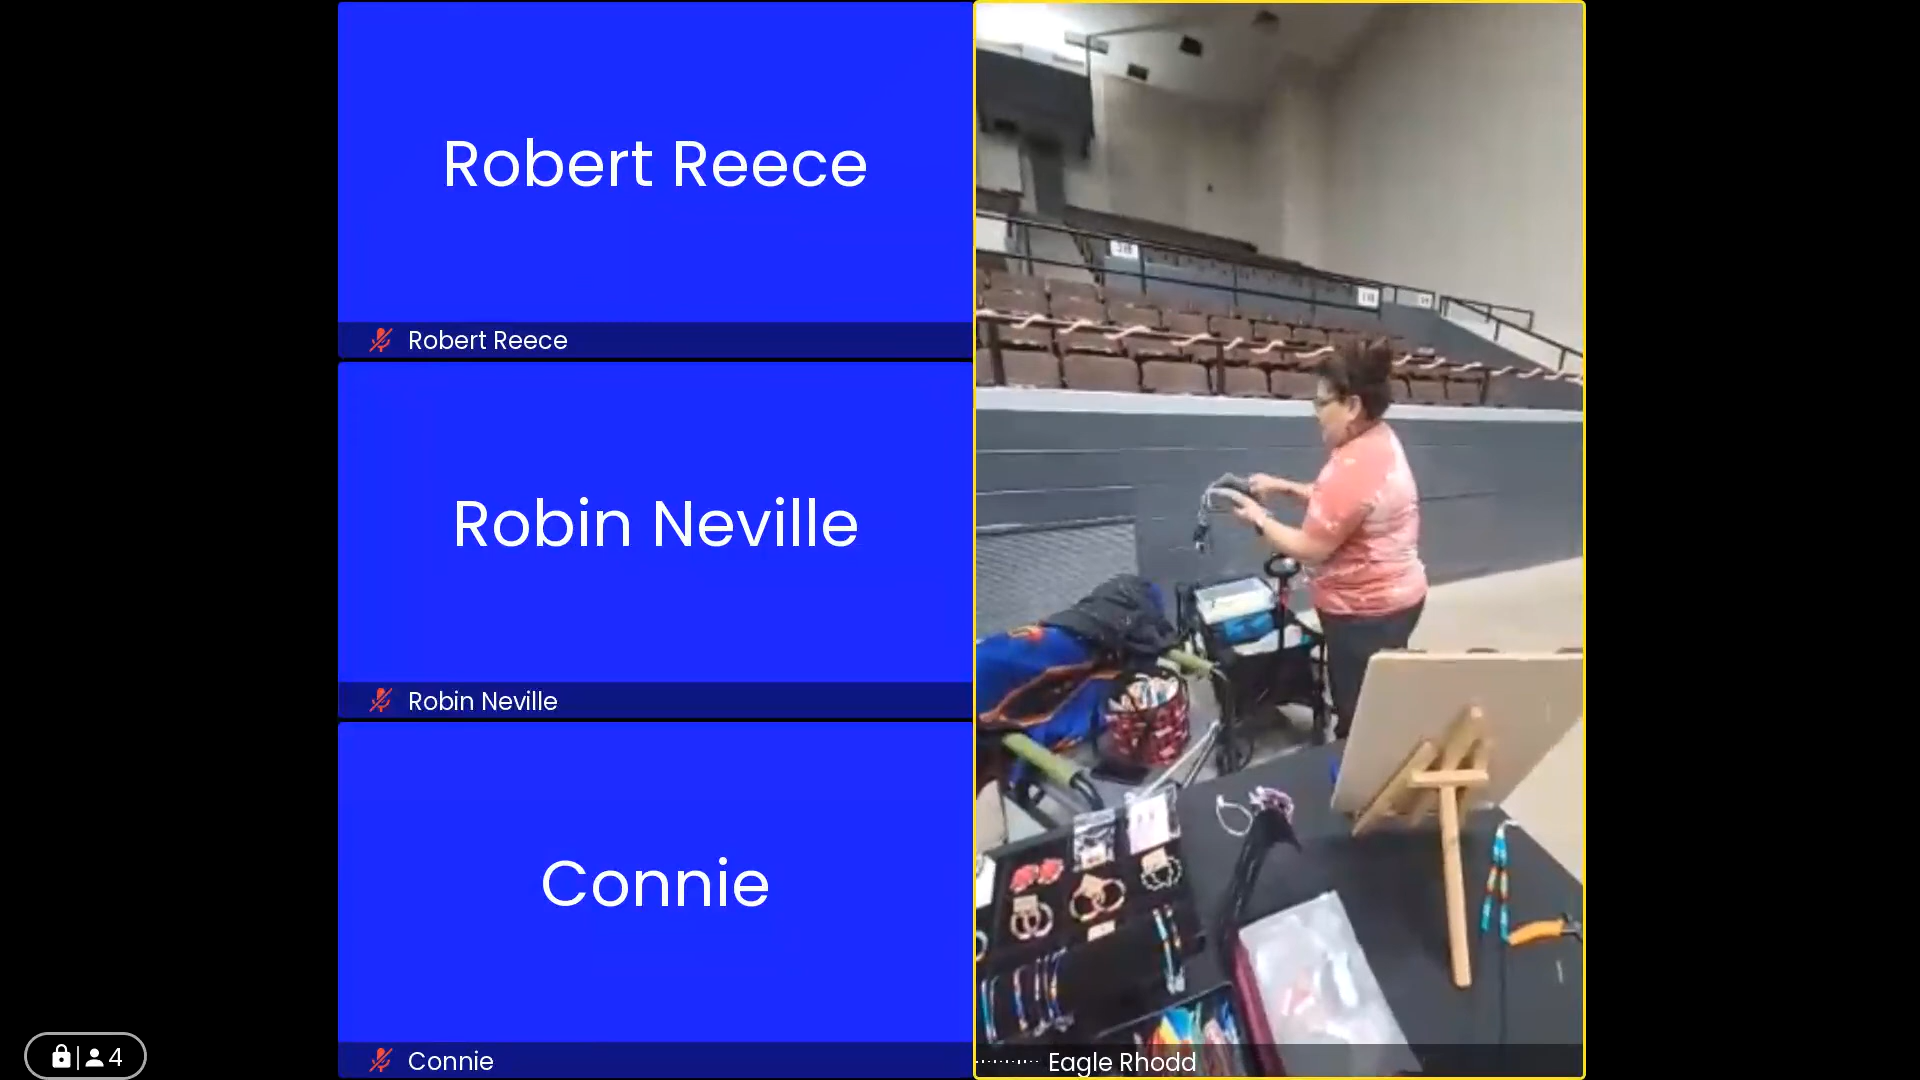 Robert Reece
Robert Reece
Robin Neville
Robin Neville
Connie
Connie
Eagle Rhodd
4